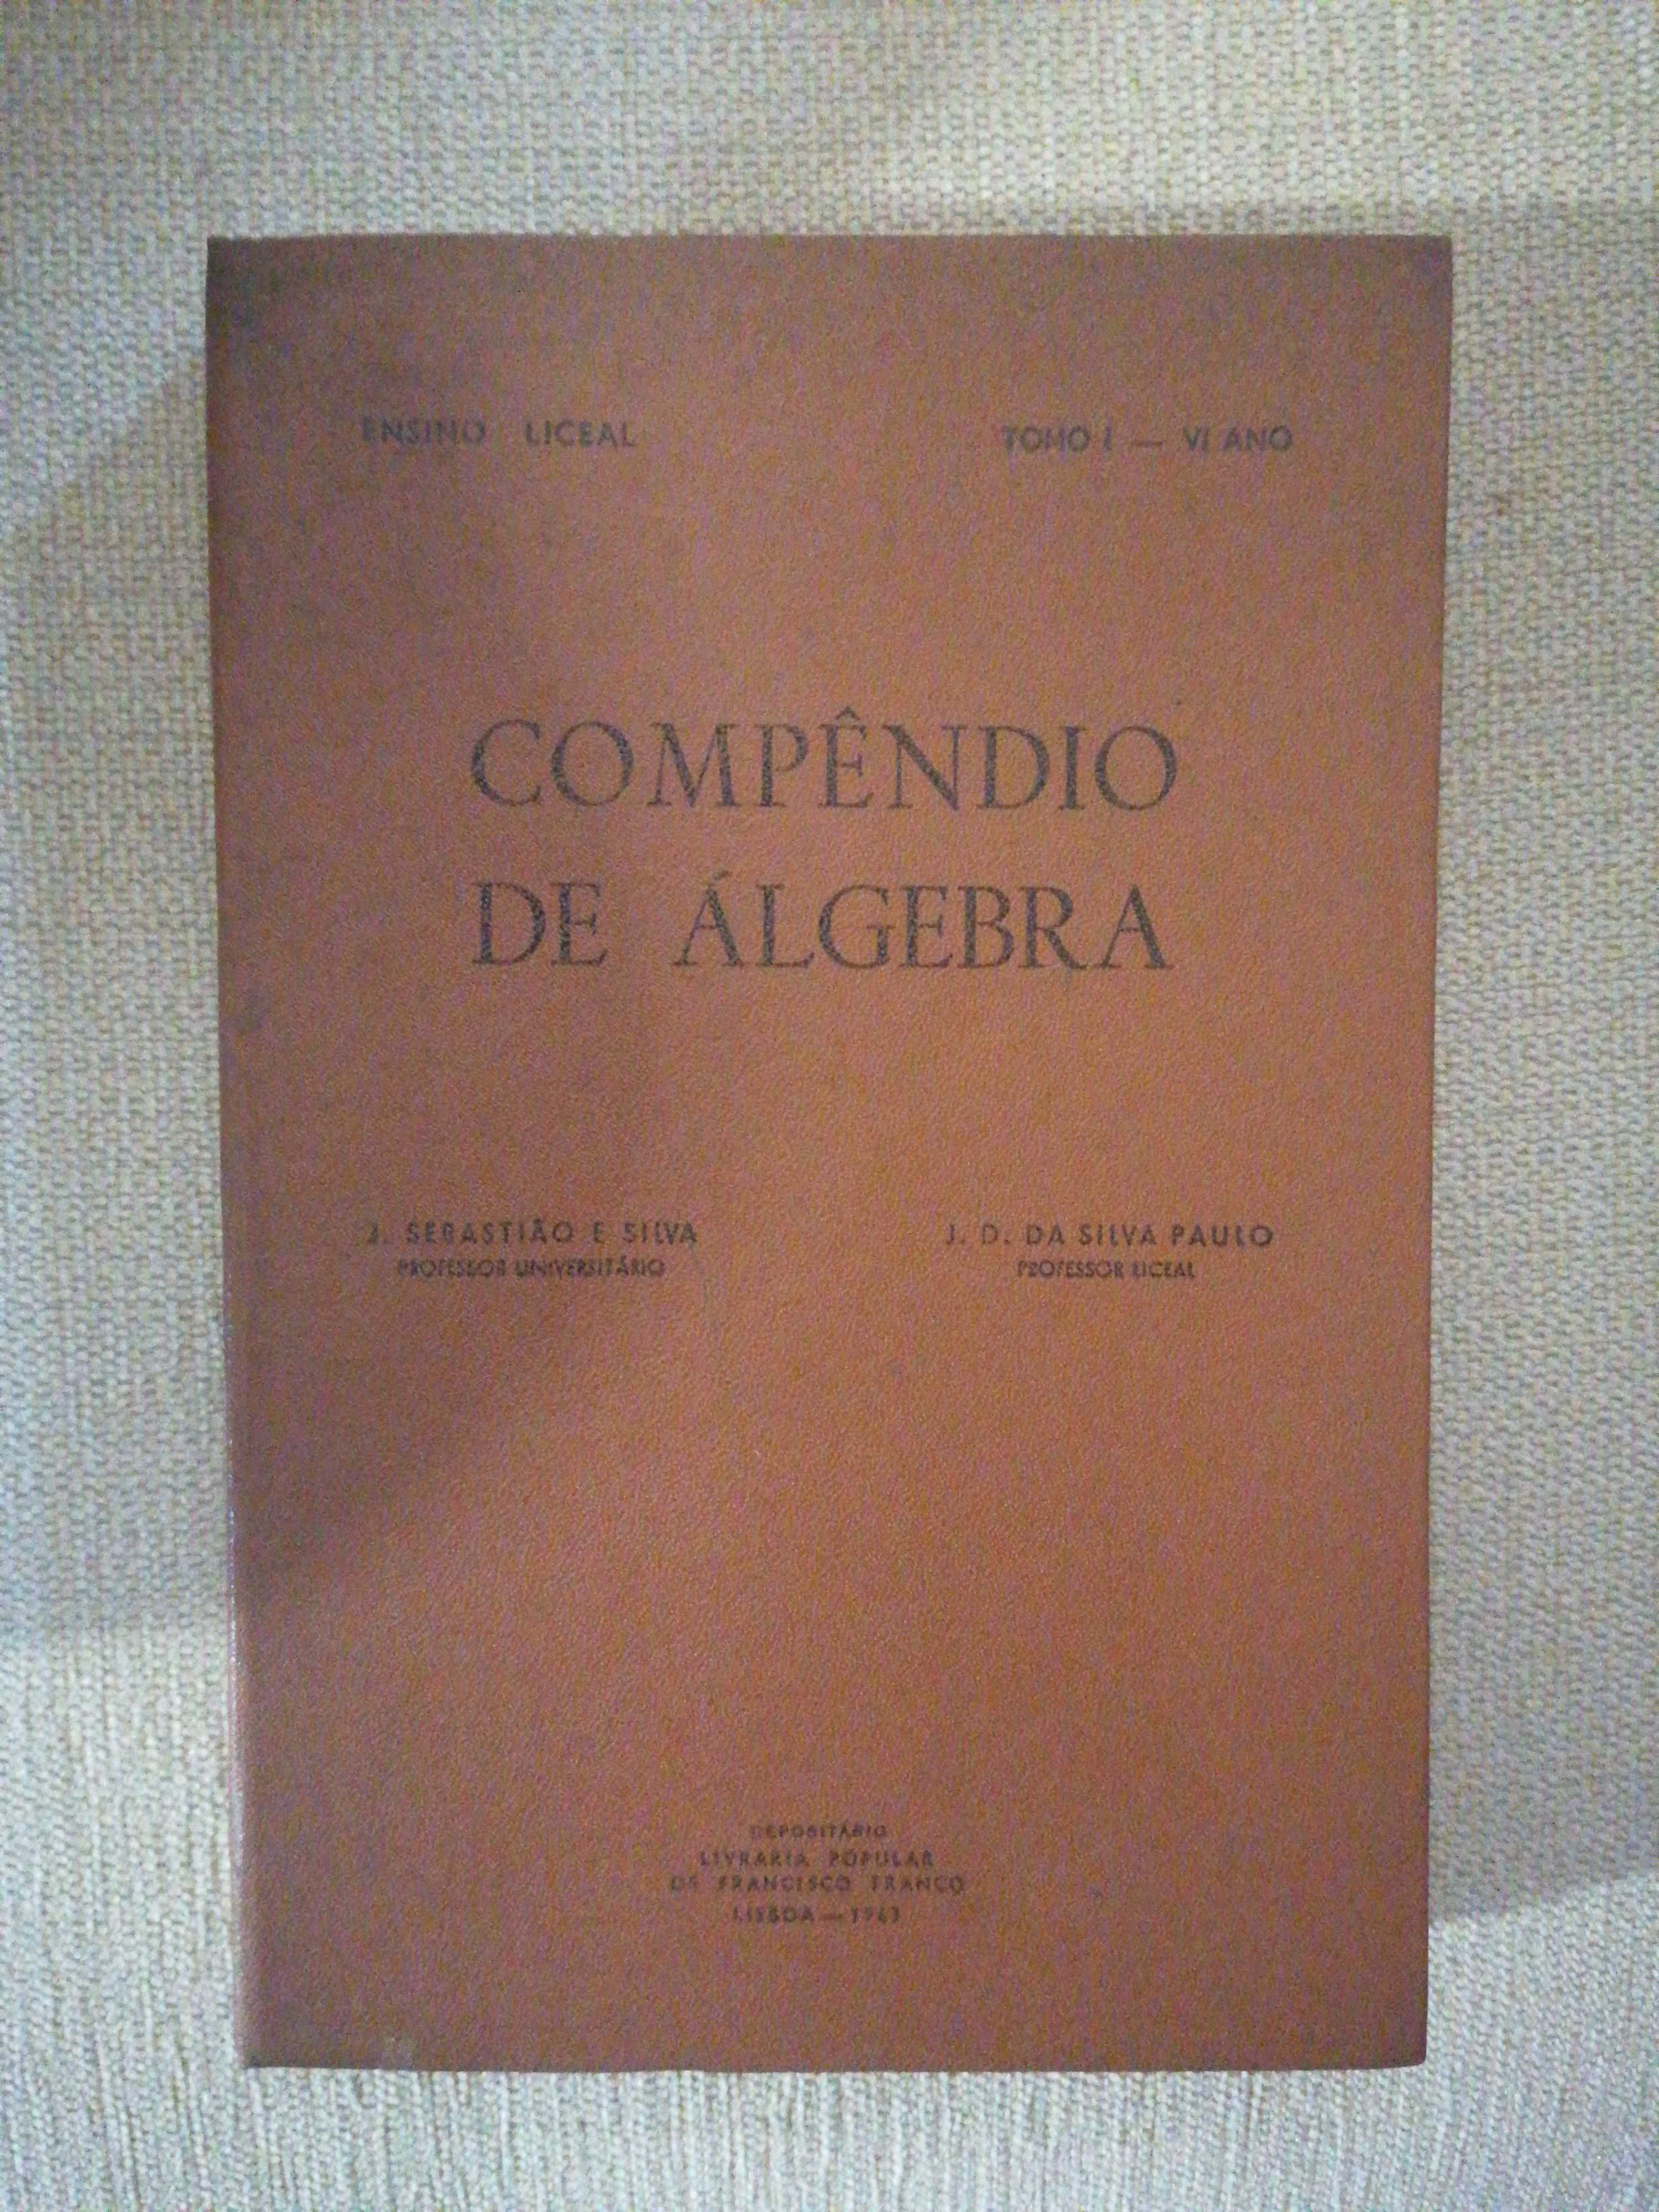 ENSINO LICEAL
TOMO I — VI ANO
COMPÊNDIO
DE ÁLGEBRA
J. SEBASTIÃO E SILVA
PROFESSOR UNIVERSITÁRIO
J. D. DA SILVA PAULO
PROFESSOR LICEAL
DEPOSITÁRIO
LIVRARIA POPULAR
DE FRANCISCO FRANCO
LISBOA —